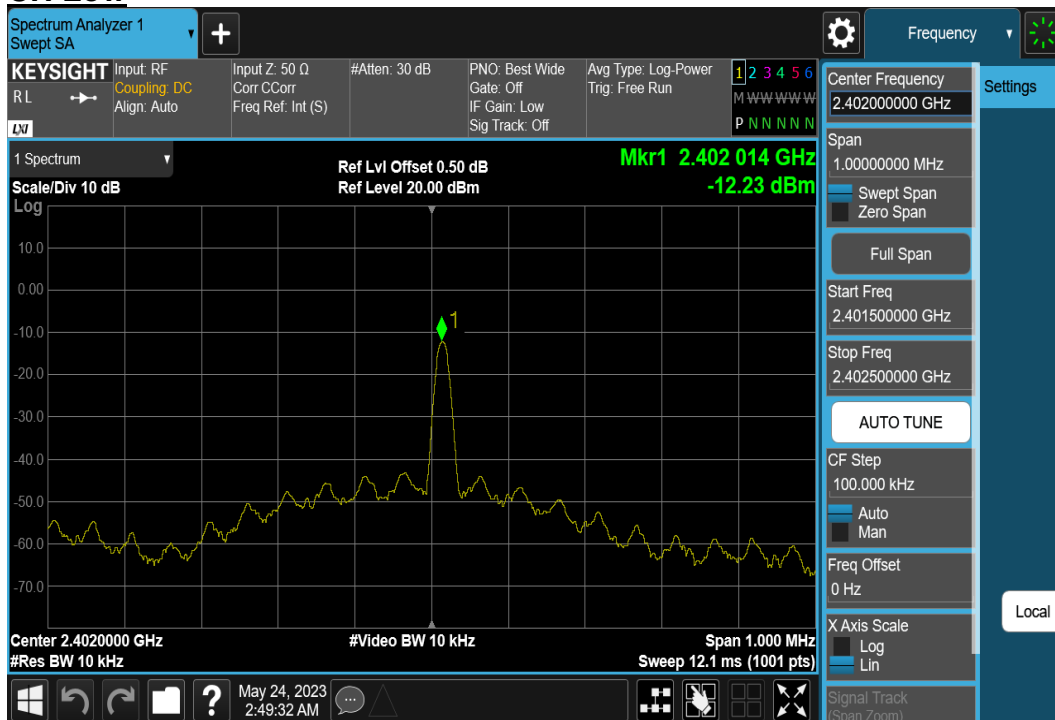 Spectrum Analyzer 1
Swept SA
Frequency
KEYSIGHT
R L
LXI
Input: RF
Coupling: DC
Align: Auto
Input Z: 50 Ω
Corr CCorr
Freq Ref: Int (S)
#Atten: 30 dB
PNO: Best Wide
Gate: Off
IF Gain: Low
Sig Track: Off
Avg Type: Log-Power
Trig: Free Run
1 2 3 4 5 6
M W W W W W
P N N N N N
1 Spectrum
Scale/Div 10 dB
Log
Ref Lvl Offset 0.50 dB
Ref Level 20.00 dBm
Mkr1 2.402 014 GHz
-12.23 dBm
10.0
0.00
-10.0
-20.0
-30.0
-40.0
-50.0
-60.0
-70.0
1
Center 2.4020000 GHz
#Res BW 10 kHz
#Video BW 10 kHz
Span 1.000 MHz
Sweep 12.1 ms (1001 pts)
Center Frequency
2.402000000 GHz
Settings
Span
1.00000000 MHz
Swept Span
Zero Span
Full Span
Start Freq
2.401500000 GHz
Stop Freq
2.402500000 GHz
AUTO TUNE
CF Step
100.000 kHz
Auto
Man
Freq Offset
0 Hz
X Axis Scale
Log
Lin
Local
Signal Track
(Span Zoom)
?
May 24, 2023
2:49:32 AM